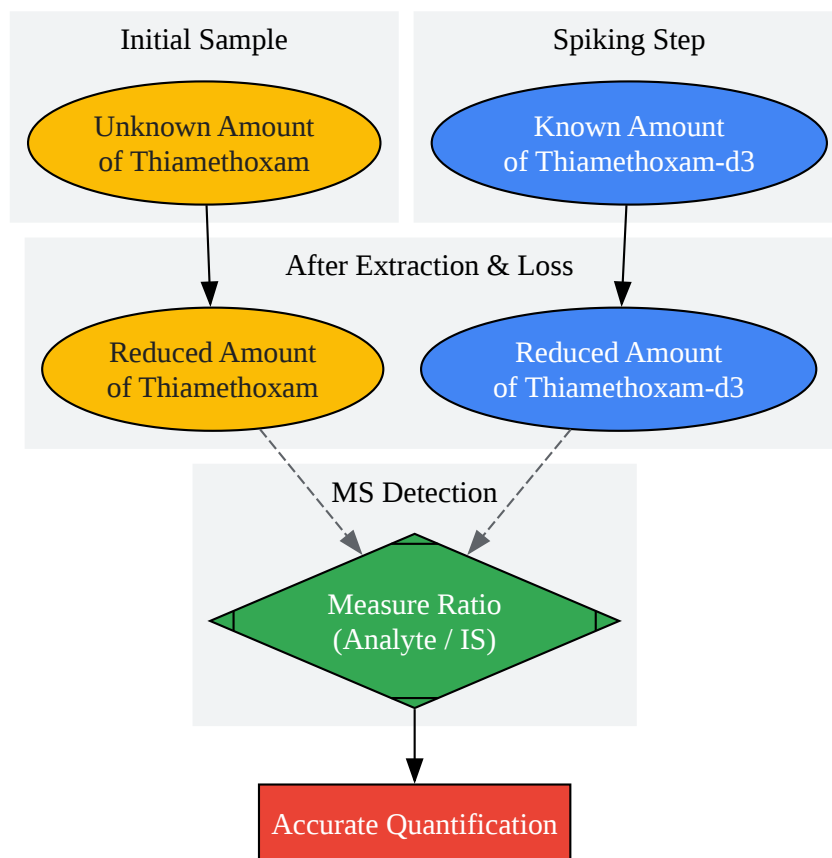 Initial Sample
Spiking Step
Unknown Amount
of Thiamethoxam
Known Amount
of Thiamethoxam-d3
After Extraction & Loss
Reduced Amount
of Thiamethoxam
Reduced Amount
of Thiamethoxam-d3
MS Detection
Measure Ratio
(Analyte / IS)
Accurate Quantification